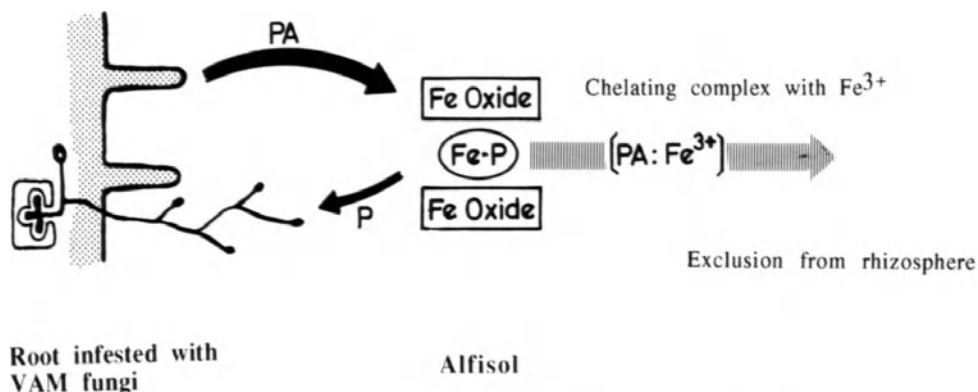 PA
Fe Oxide
Chelating complex with Fe³⁺
Fe-P
[PA:Fe³⁺]
P
Fe Oxide
Exclusion from rhizosphere
Root infested with
VAM fungi
Alfisol